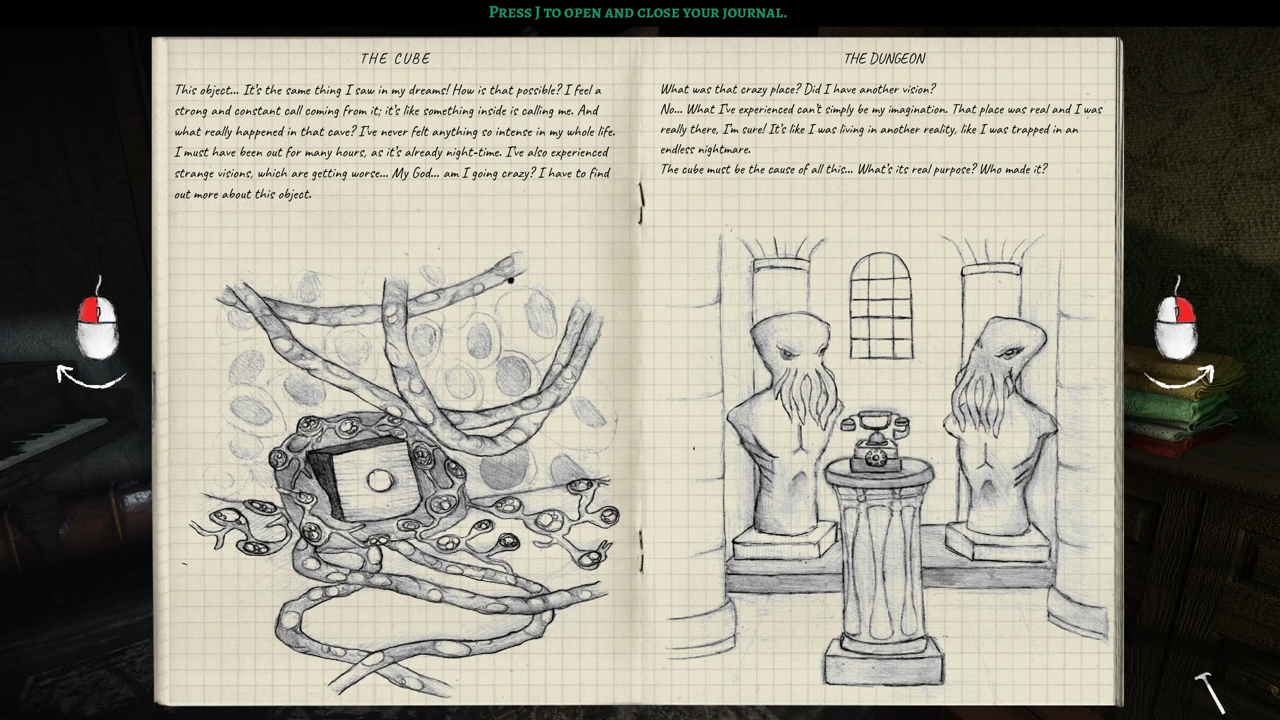 Press J to open and close your journal.
THE CUBE
This object... It's the same thing I saw in my dreams! How is that possible? I feel a
strong and constant call coming from it; it's like something inside is calling me. And
what really happened in that cave? I've never felt anything so intense in my whole life.
I must have been out for many hours, as it's already night-time. I've also experienced
strange visions, which are getting worse... My God... am I going crazy? I have to find
out more about this object.
THE DUNGEON
What was that crazy place? Did I have another vision?
No... What I've experienced can't simply be my imagination. That place was real and I was
really there, I'm sure! It's like I was living in another reality, like I was trapped in an
endless nightmare.
The cube must be the cause of all this... What's its real purpose? Who made it?